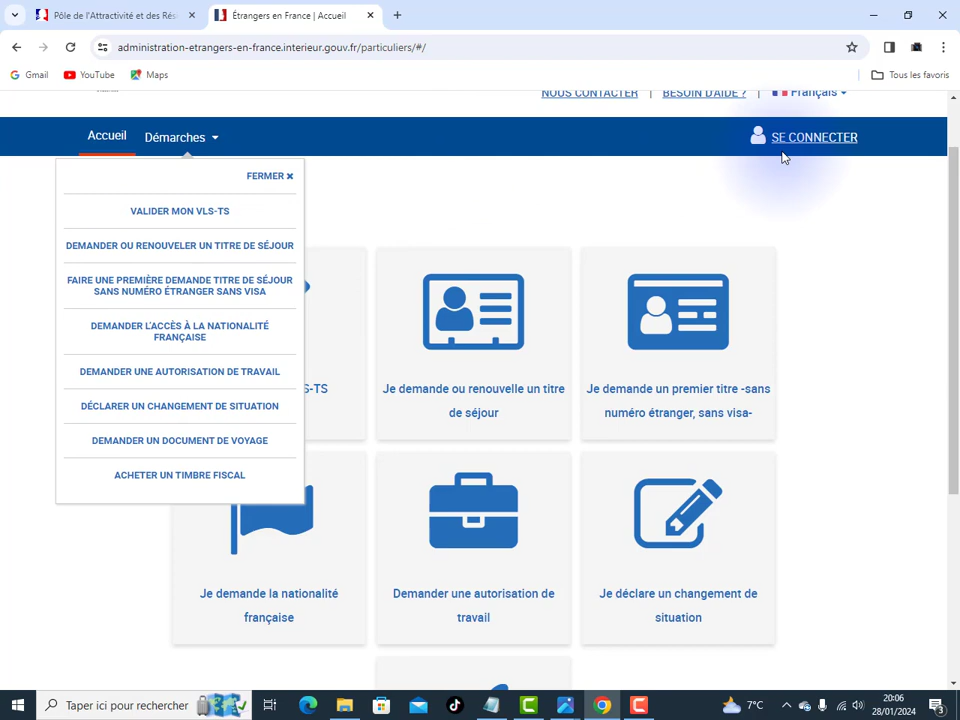 Pôle de l'Attractivité et des Rés
Étrangers en France | Accueil
administration-etrangers-en-france.interieur.gouv.fr/particuliers/#/
Gmail
YouTube
Maps
Tous les favoris
NOUS CONTACTER | BESOIN D'AIDE ? | Français
Accueil
Démarches
SE CONNECTER
FERMER ×
VALIDER MON VLS-TS
DEMANDER OU RENOUVELER UN TITRE DE SÉJOUR
FAIRE UNE PREMIÈRE DEMANDE TITRE DE SÉJOUR
SANS NUMÉRO ÉTRANGER SANS VISA
DEMANDER L'ACCÈS À LA NATIONALITÉ
FRANÇAISE
DEMANDER UNE AUTORISATION DE TRAVAIL
DÉCLARER UN CHANGEMENT DE SITUATION
DEMANDER UN DOCUMENT DE VOYAGE
ACHETER UN TIMBRE FISCAL
S-TS
Je demande ou renouvelle un titre
de séjour
Je demande un premier titre -sans
numéro étranger, sans visa-
Je demande la nationalité
française
Demander une autorisation de
travail
Je déclare un changement de
situation
Taper ici pour rechercher
7°C
20:06
28/01/2024
3